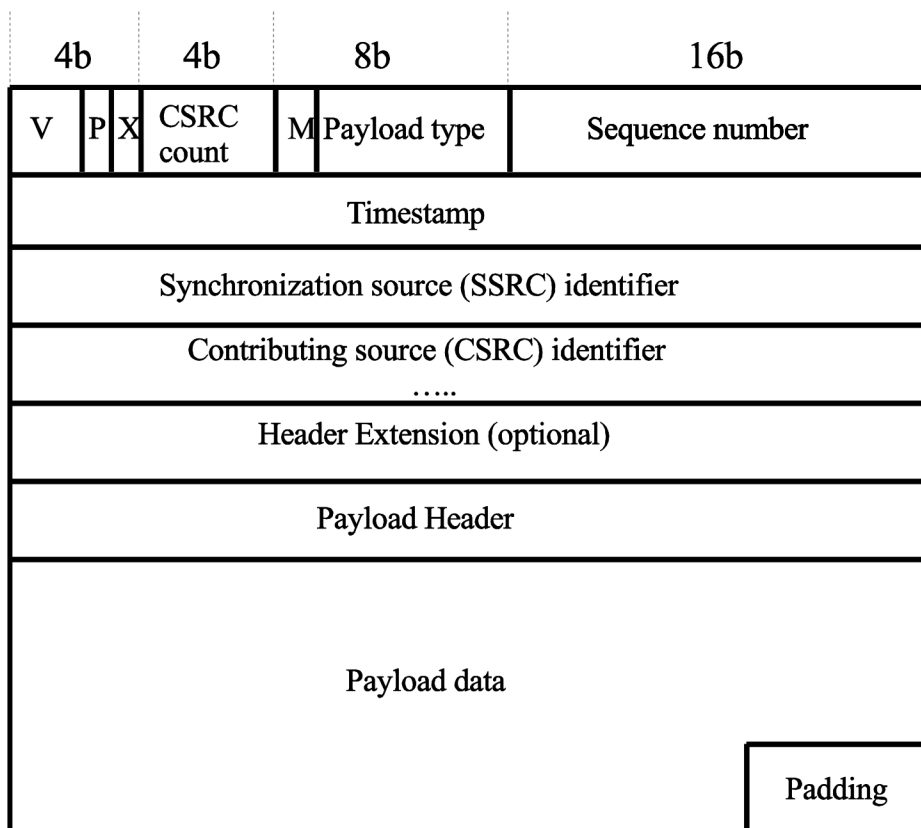 4b 4b 8b 16b
V P X CSRC count M Payload type Sequence number
Timestamp
Synchronization source (SSRC) identifier
Contributing source (CSRC) identifier
.....
Header Extension (optional)
Payload Header
Payload data
Padding